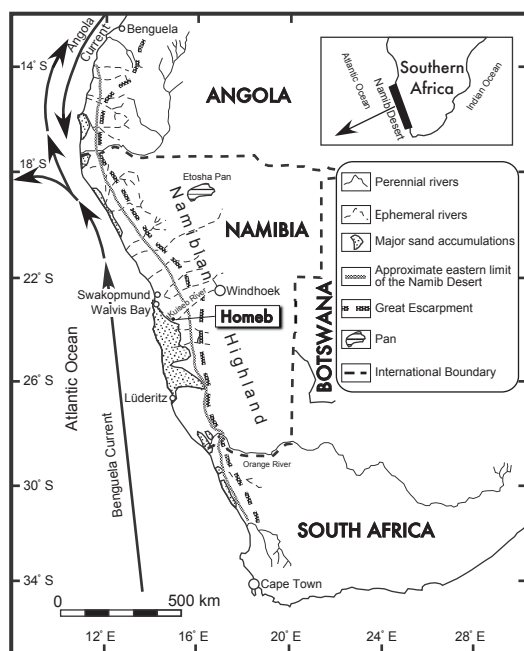 Benguela
Angola
Current
14° S
18° S
22° S
26° S
30° S
34° S
ANGOLA
Etosha Pan
NAMIBIA
Namibian
Highland
Windhoek
Swakopmund
Walvis Bay
Kuiseb River
Homeb
BOTSWANA
Lüderitz
Atlantic Ocean
Benguela Current
Orange River
SOUTH AFRICA
Cape Town
0
500 km
12° E
16° E
20° E
24° E
28° E
Southern
Africa
Atlantic Ocean
Namib Desert
Indian Ocean
Perennial rivers
Ephemeral rivers
Major sand accumulations
Approximate eastern limit
of the Namib Desert
Great Escarpment
Pan
International Boundary